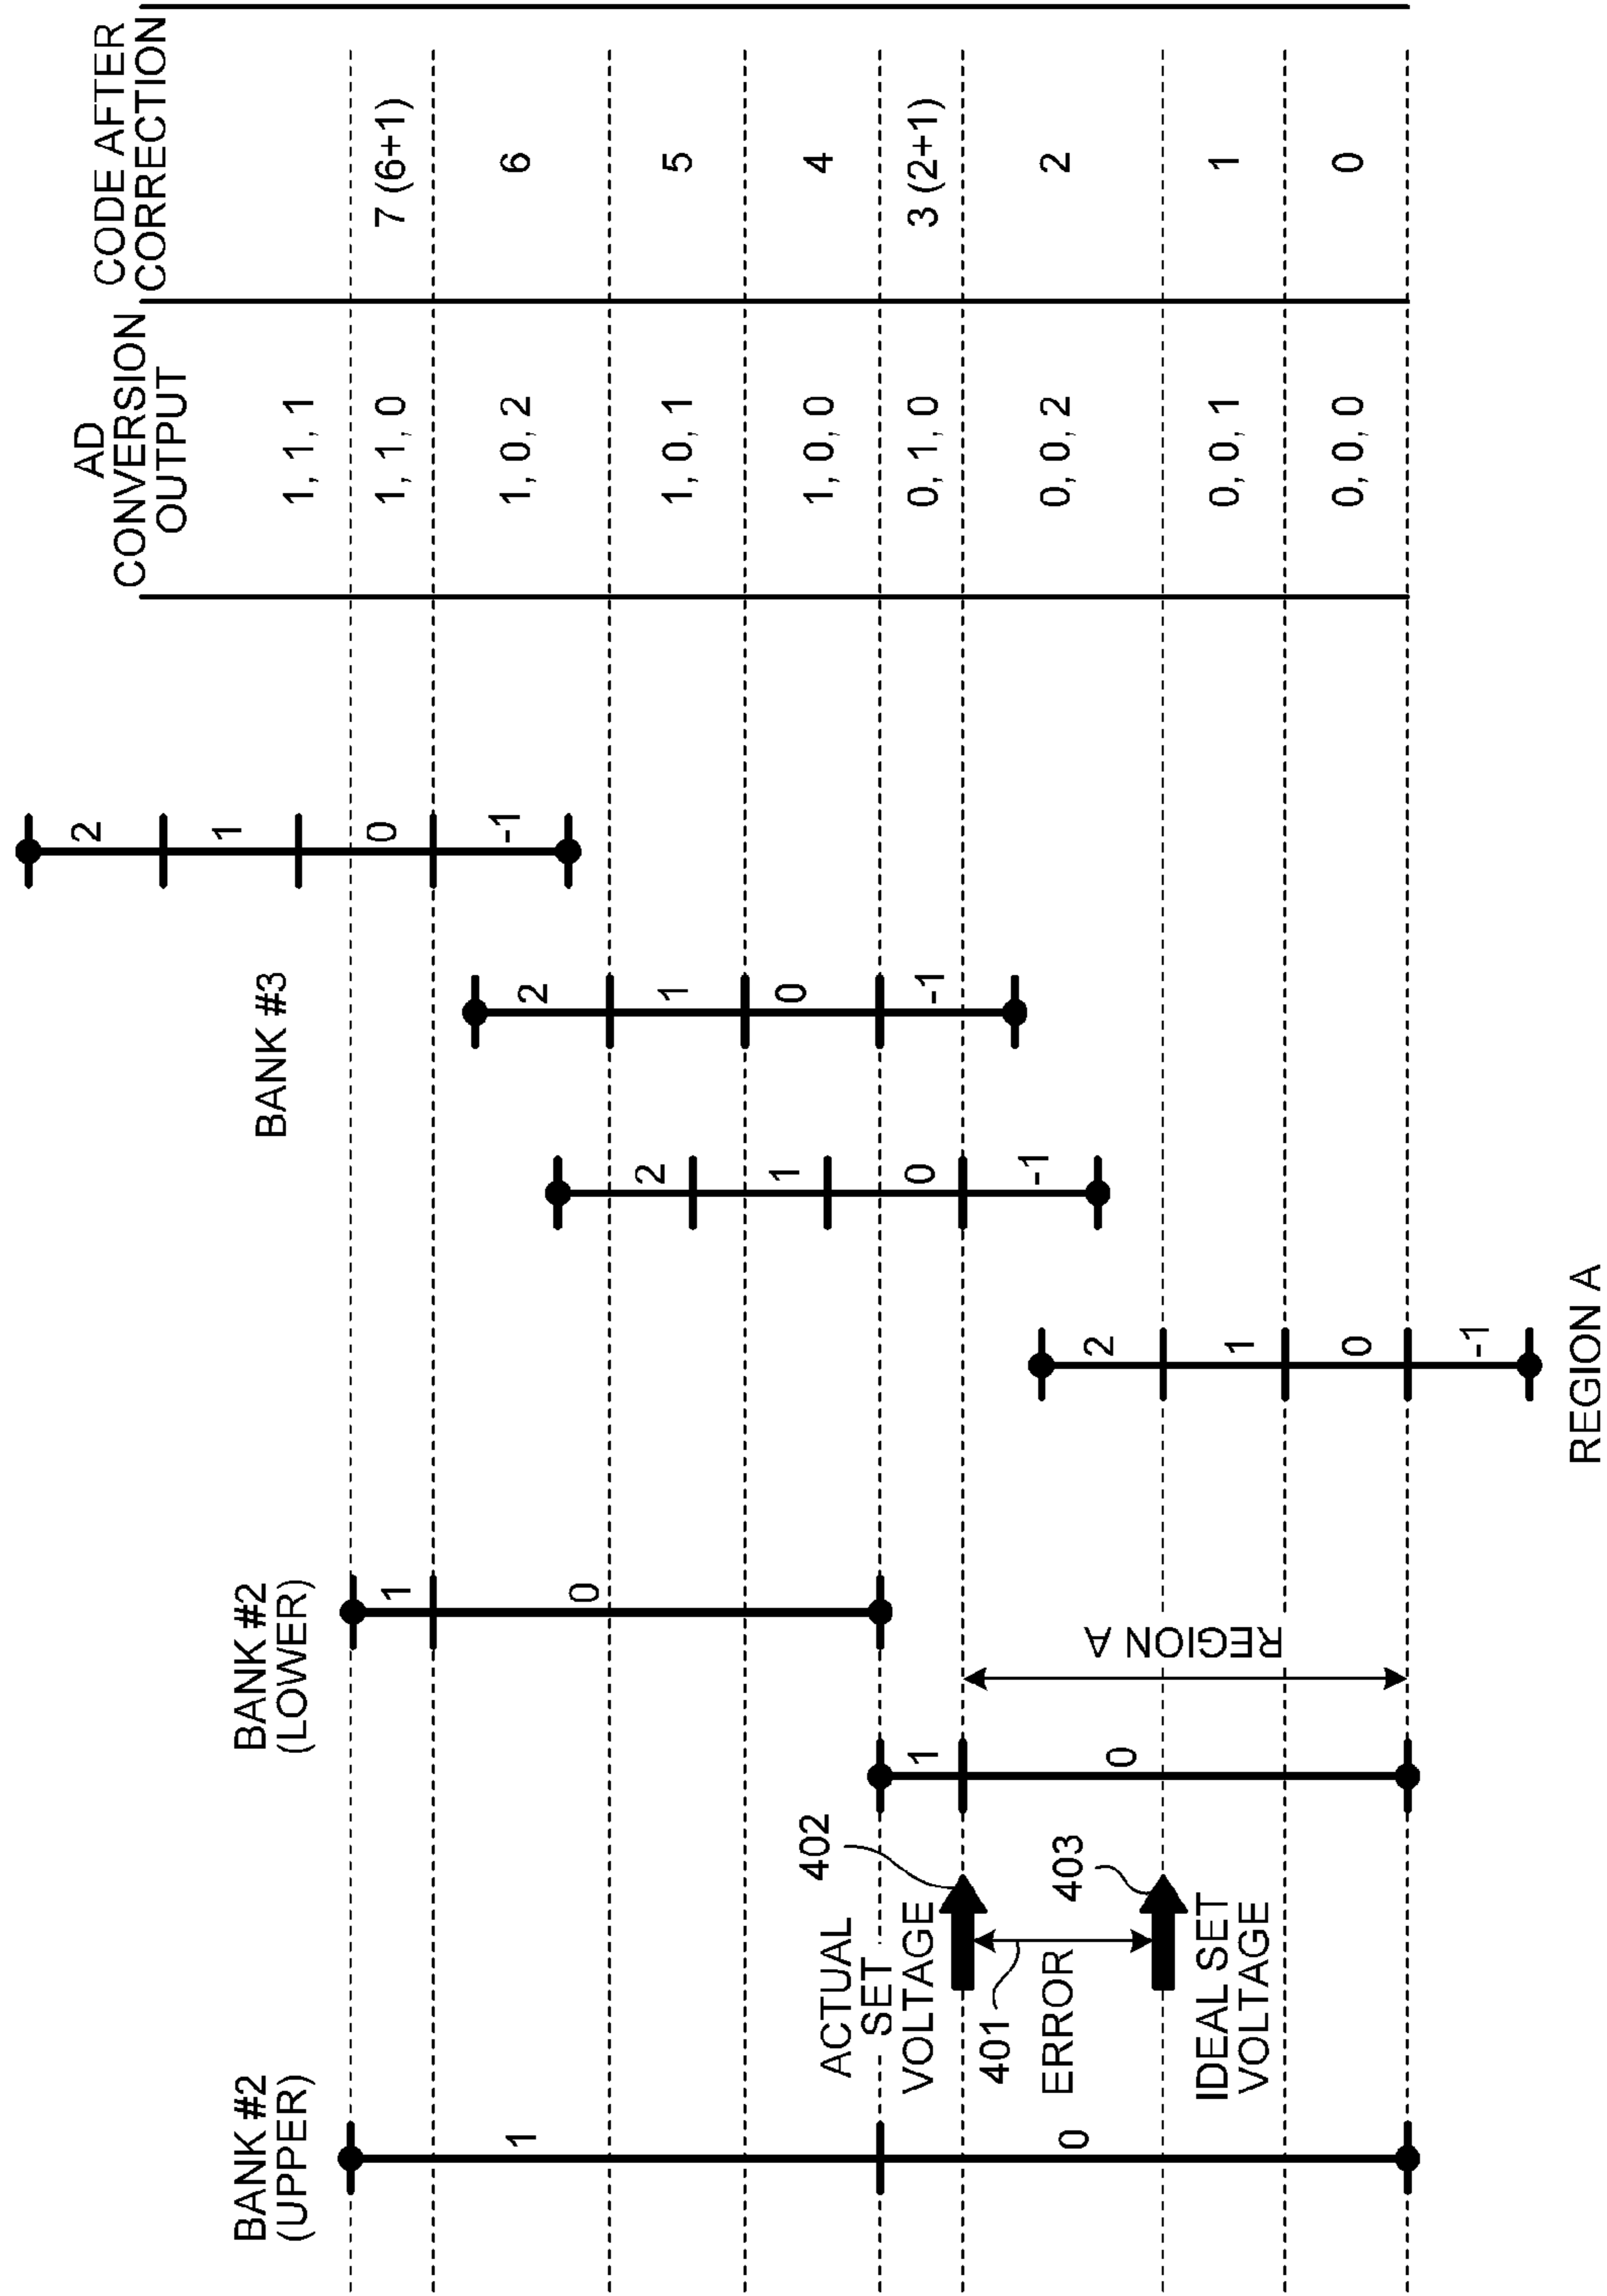 BANK #2
(UPPER)
1
0
ACTUAL
SET
VOLTAGE
402
401
ERROR
403
IDEAL SET
VOLTAGE
1
0
REGION A
BANK #2
(LOWER)
1
0
2
1
0
-1
REGION A
2
1
0
-1
BANK #3
2
1
0
-1
2
1
0
-1
AD
CONVERSION
OUTPUT
1, 1, 1
1, 1, 0
1, 0, 2
1, 0, 1
1, 0, 0
0, 1, 0
0, 0, 2
0, 0, 1
0, 0, 0
CODE AFTER
CORRECTION
7 (6+1)
6
5
4
3 (2+1)
2
1
0